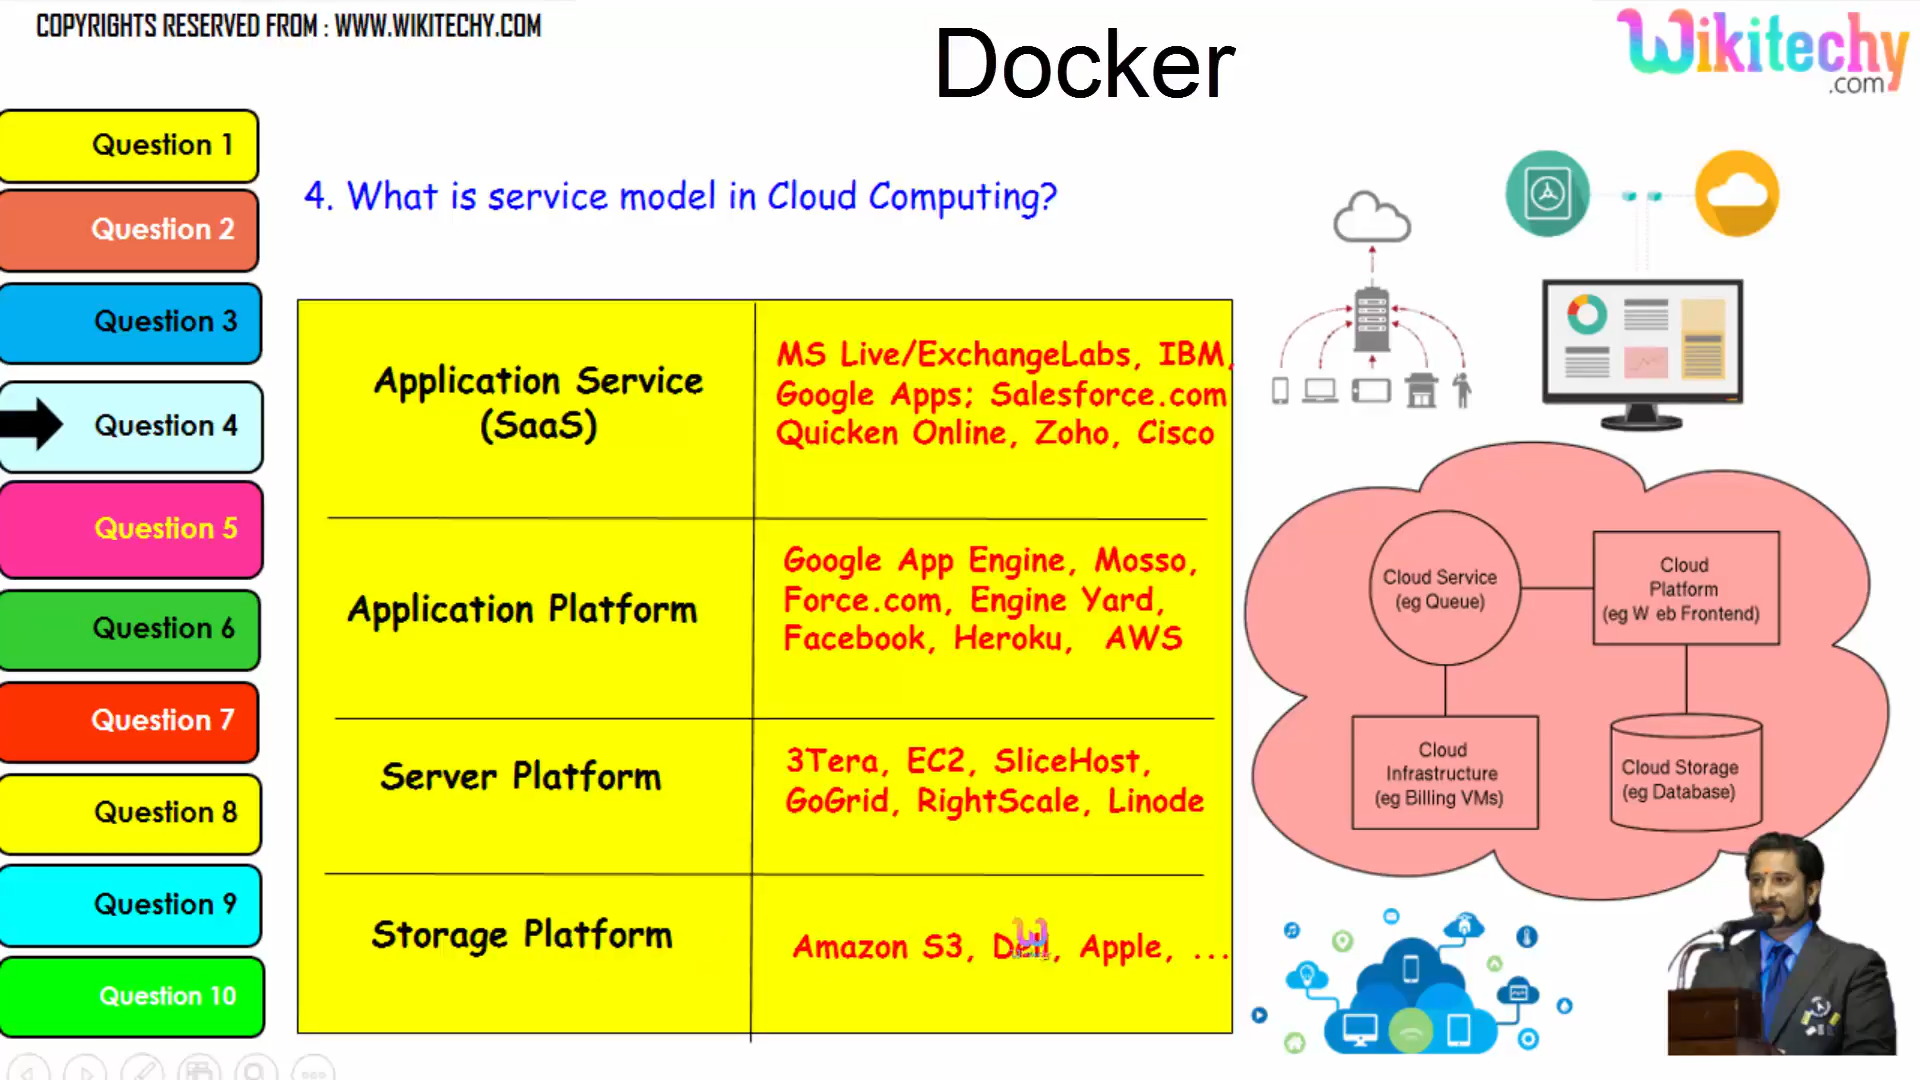 COPYRIGHTS RESERVED FROM : WWW.WIKITECHY.COM
Docker
Wikitechy
.com
Question 1
Question 2
Question 3
Question 4
Question 5
Question 6
Question 7
Question 8
Question 9
Question 10
4. What is service model in Cloud Computing?
Application Service
(SaaS)
MS Live/ExchangeLabs, IBM,
Google Apps; Salesforce.com
Quicken Online, Zoho, Cisco
Application Platform
Google App Engine, Mosso,
Force.com, Engine Yard,
Facebook, Heroku, AWS
Server Platform
3Tera, EC2, SliceHost,
GoGrid, RightScale, Linode
Storage Platform
Amazon S3, Dell, Apple, ...
Cloud Service
(eg Queue)
Cloud
Platform
(eg W eb Frontend)
Cloud
Infrastructure
(eg Billing VMs)
Cloud Storage
(eg Database)